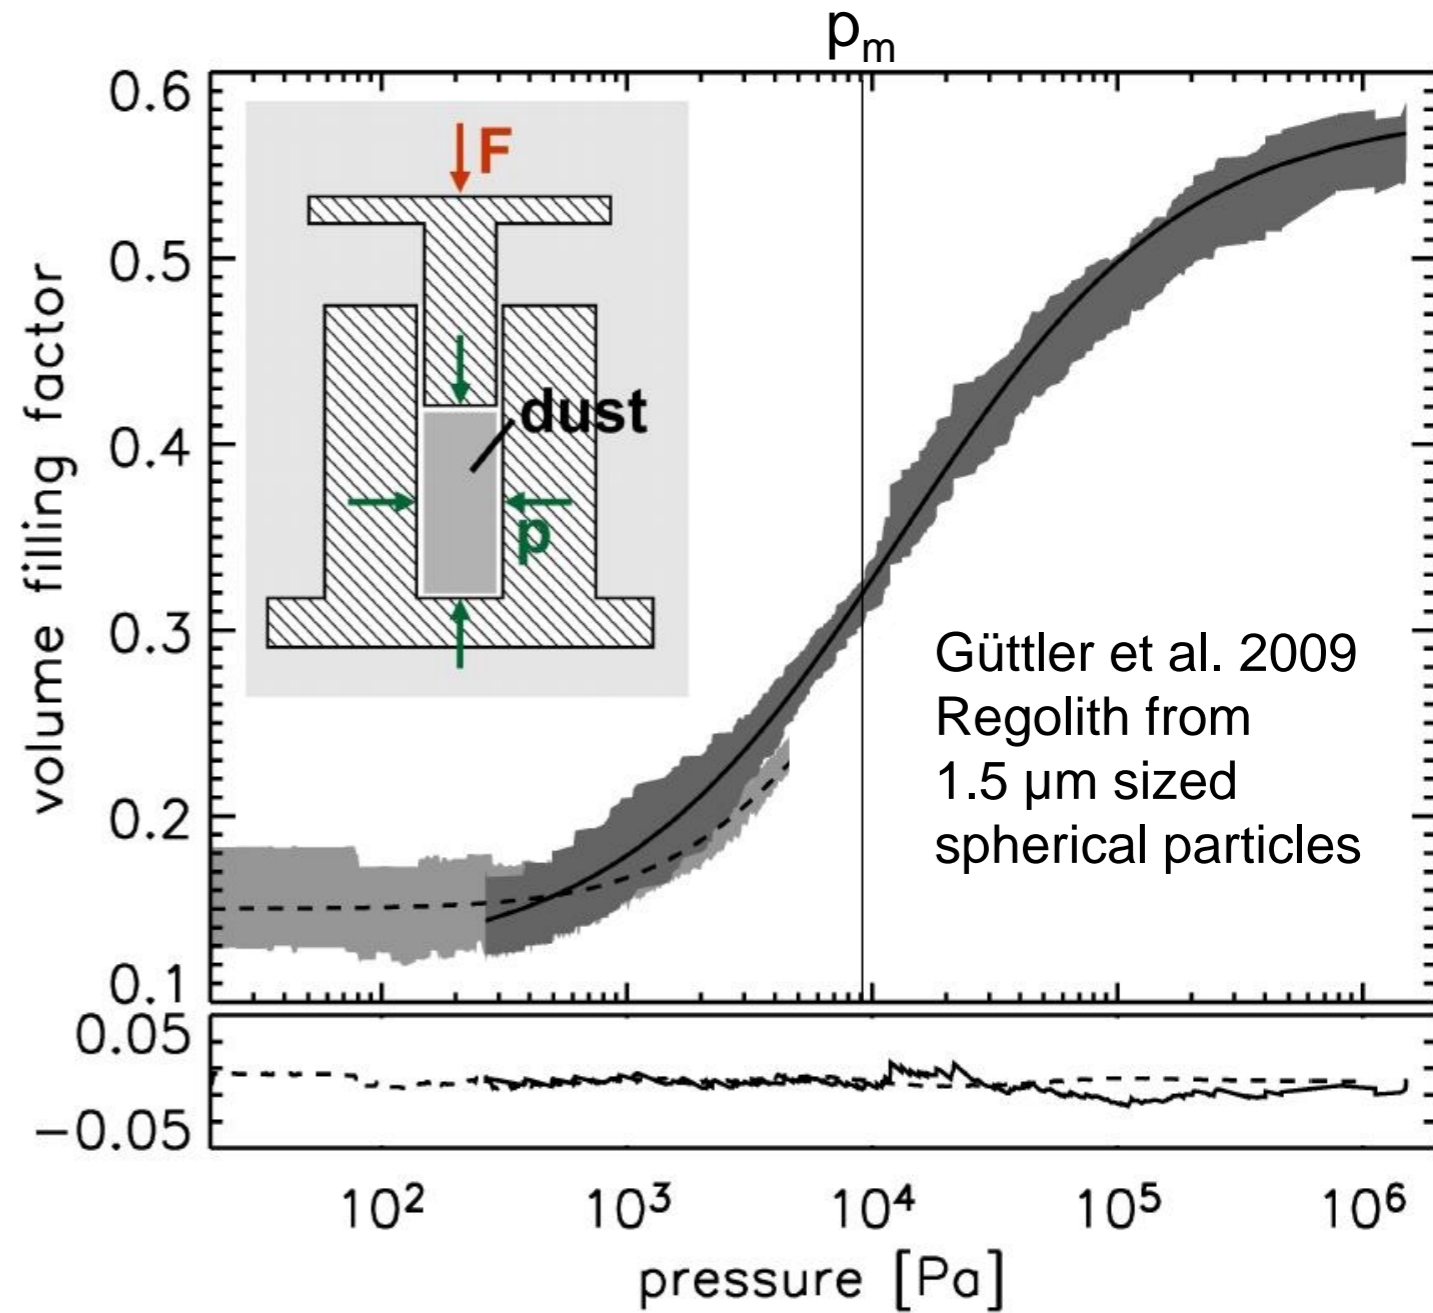 pm
0.6
0.5
0.4
0.3
0.2
0.1
volume filling factor
F
dust
p
Güttler et al. 2009
Regolith from
1.5 µm sized
spherical particles
0.05
−0.05
10² 10³ 10⁴ 10⁵ 10⁶
pressure [Pa]